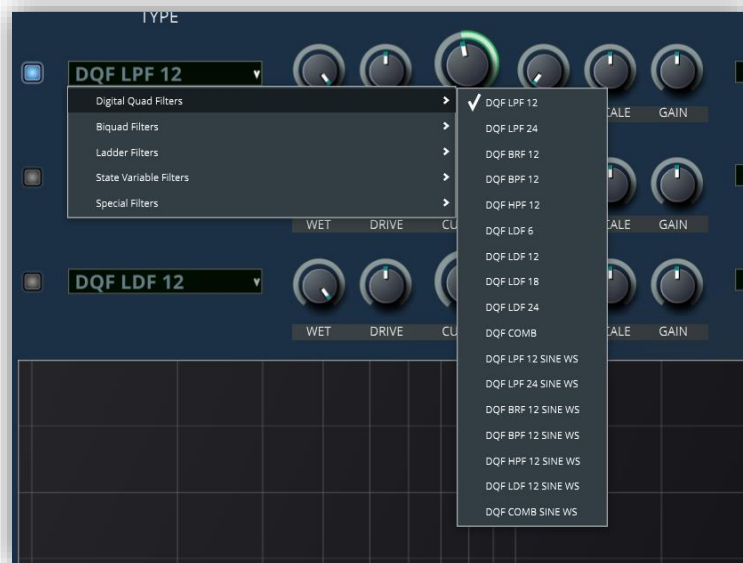 TYPE
DQF LPF 12
Digital Quad Filters
Biquad Filters
Ladder Filters
State Variable Filters
Special Filters
DQF LPF 12
DQF LPF 24
DQF BRF 12
DQF BPF 12
DQF HPF 12
DQF LDF 6
DQF LDF 12
DQF LDF 18
DQF LDF 24
DQF COMB
DQF LPF 12 SINE WS
DQF LPF 24 SINE WS
DQF BRF 12 SINE WS
DQF BPF 12 SINE WS
DQF HPF 12 SINE WS
DQF LDF 12 SINE WS
DQF COMB SINE WS
GAIN
WET DRIVE GAIN
DQF LDF 12
WET DRIVE GAIN